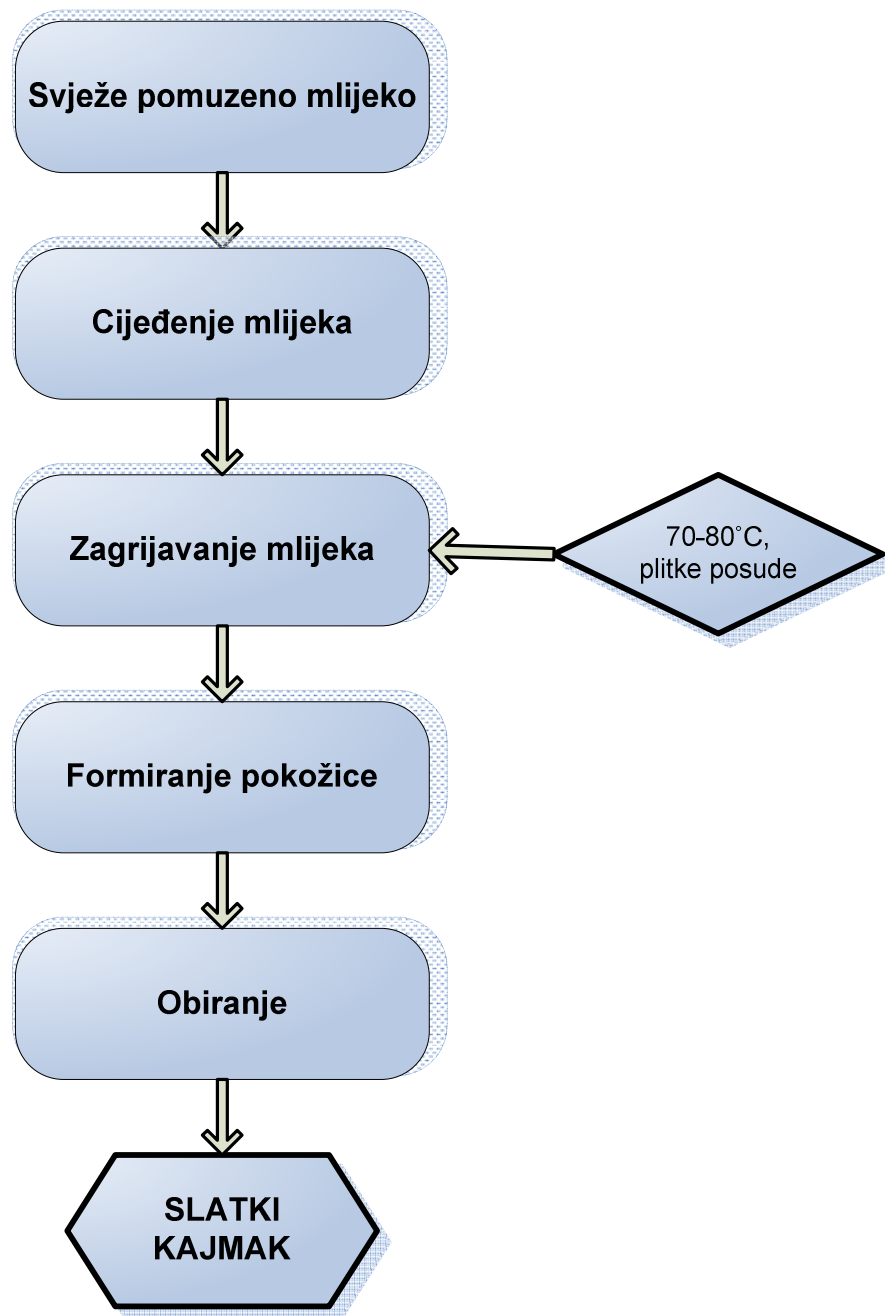 Svježe pomuzeno mlijeko
Cijeđenje mlijeka
Zagrijavanje mlijeka
70-80˚C,
plitke posude
Formiranje pokožice
Obiranje
SLATKI
KAJMAK